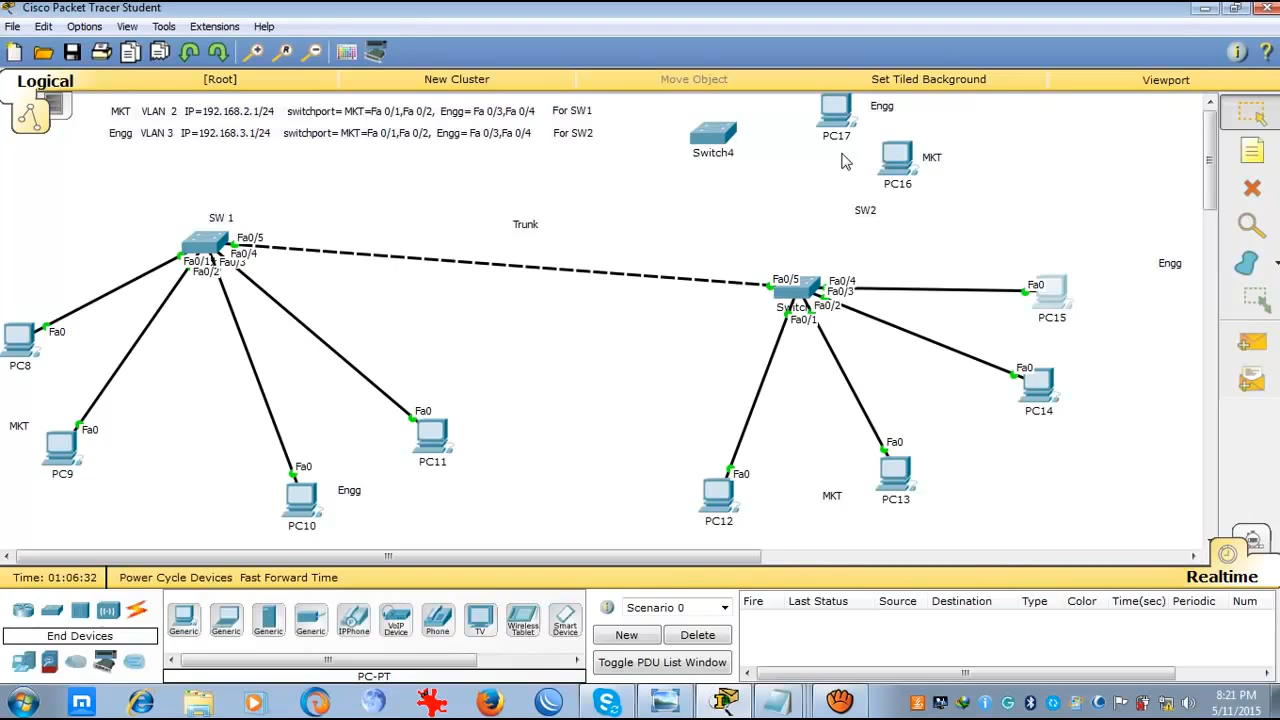 Cisco Packet Tracer Student
File Edit Options View Tools Extensions Help
Logical [Root] New Cluster Move Object Set Tiled Background Viewport
MKT VLAN 2 IP=192.168.2.1/24 switchport= MKT=Fa 0/1,Fa 0/2, Engg= Fa 0/3,Fa 0/4 For SW1
Engg VLAN 3 IP=192.168.3.1/24 switchport= MKT=Fa 0/1,Fa 0/2, Engg= Fa 0/3,Fa 0/4 For SW2
Engg
PC17
Switch4
MKT
PC16
SW2
SW 1
Trunk
Fa0/5
Fa0/4
Fa0/1 Fa0/3
Fa0/2
Engg
Fa0/5 Fa0/4
Fa0/3
Fa0/2
Switch
Fa0/1
Fa0
PC15
Fa0
PC8
Fa0
PC14
Fa0
PC11
MKT
Fa0
PC9
Fa0
PC10
Engg
Fa0
PC12
MKT
Fa0
PC13
Time: 01:06:32 Power Cycle Devices Fast Forward Time
Realtime
End Devices
Generic Generic Generic Generic IPPhone VoIP Device Phone TV Wireless Tablet Smart Device
PC-PT
Scenario 0
New Delete
Toggle PDU List Window
Fire Last Status Source Destination Type Color Time(sec) Periodic Num
8:21 PM
5/11/2015